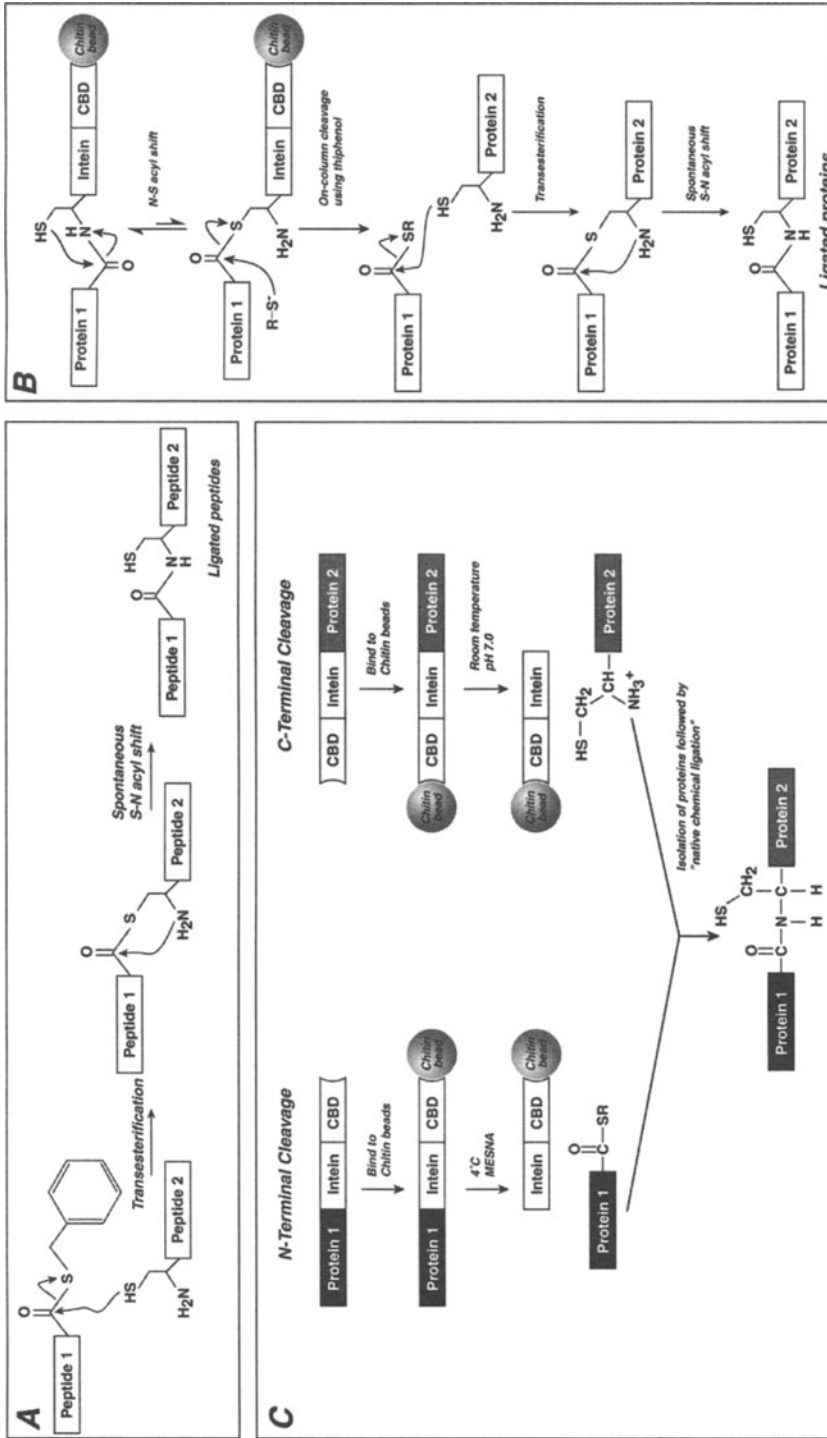 A
Peptide 1
O
S
HS
H₂N
Peptide 2
Transesterification
Peptide 1
O
S
H₂N
Peptide 2
Spontaneous
S-N acyl shift
Peptide 1
O
HS
N
H
Peptide 2
Ligated peptides
B
Protein 1
O
HS
N
H
Intein
CBD
Chitin
bead
N-S acyl shift
Protein 1
O
S
R-S⁻
H₂N
Intein
CBD
Chitin
bead
On-column cleavage
using thiphenol
Protein 1
O
SR
HS
H₂N
Protein 2
Transesterification
Protein 1
O
S
H₂N
Protein 2
Spontaneous
S-N acyl shift
Protein 1
O
HS
N
H
Protein 2
Ligated proteins
C
N-Terminal Cleavage
Protein 1
Intein
CBD
Bind to
Chitin beads
Protein 1
Intein
CBD
Chitin
bead
4°C
MESNA
Intein
CBD
Chitin
bead
Protein 1
O
C
SR
C-Terminal Cleavage
CBD
Intein
Protein 2
Bind to
Chitin beads
Chitin
bead
CBD
Intein
Protein 2
Room temperature
pH 7.0
Chitin
bead
CBD
Intein
HS
CH₂
CH
NH₃⁺
Protein 2
Isolation of proteins followed by
"native chemical ligation"
Protein 1
O
C
N
H
HS
CH₂
C
H
Protein 2